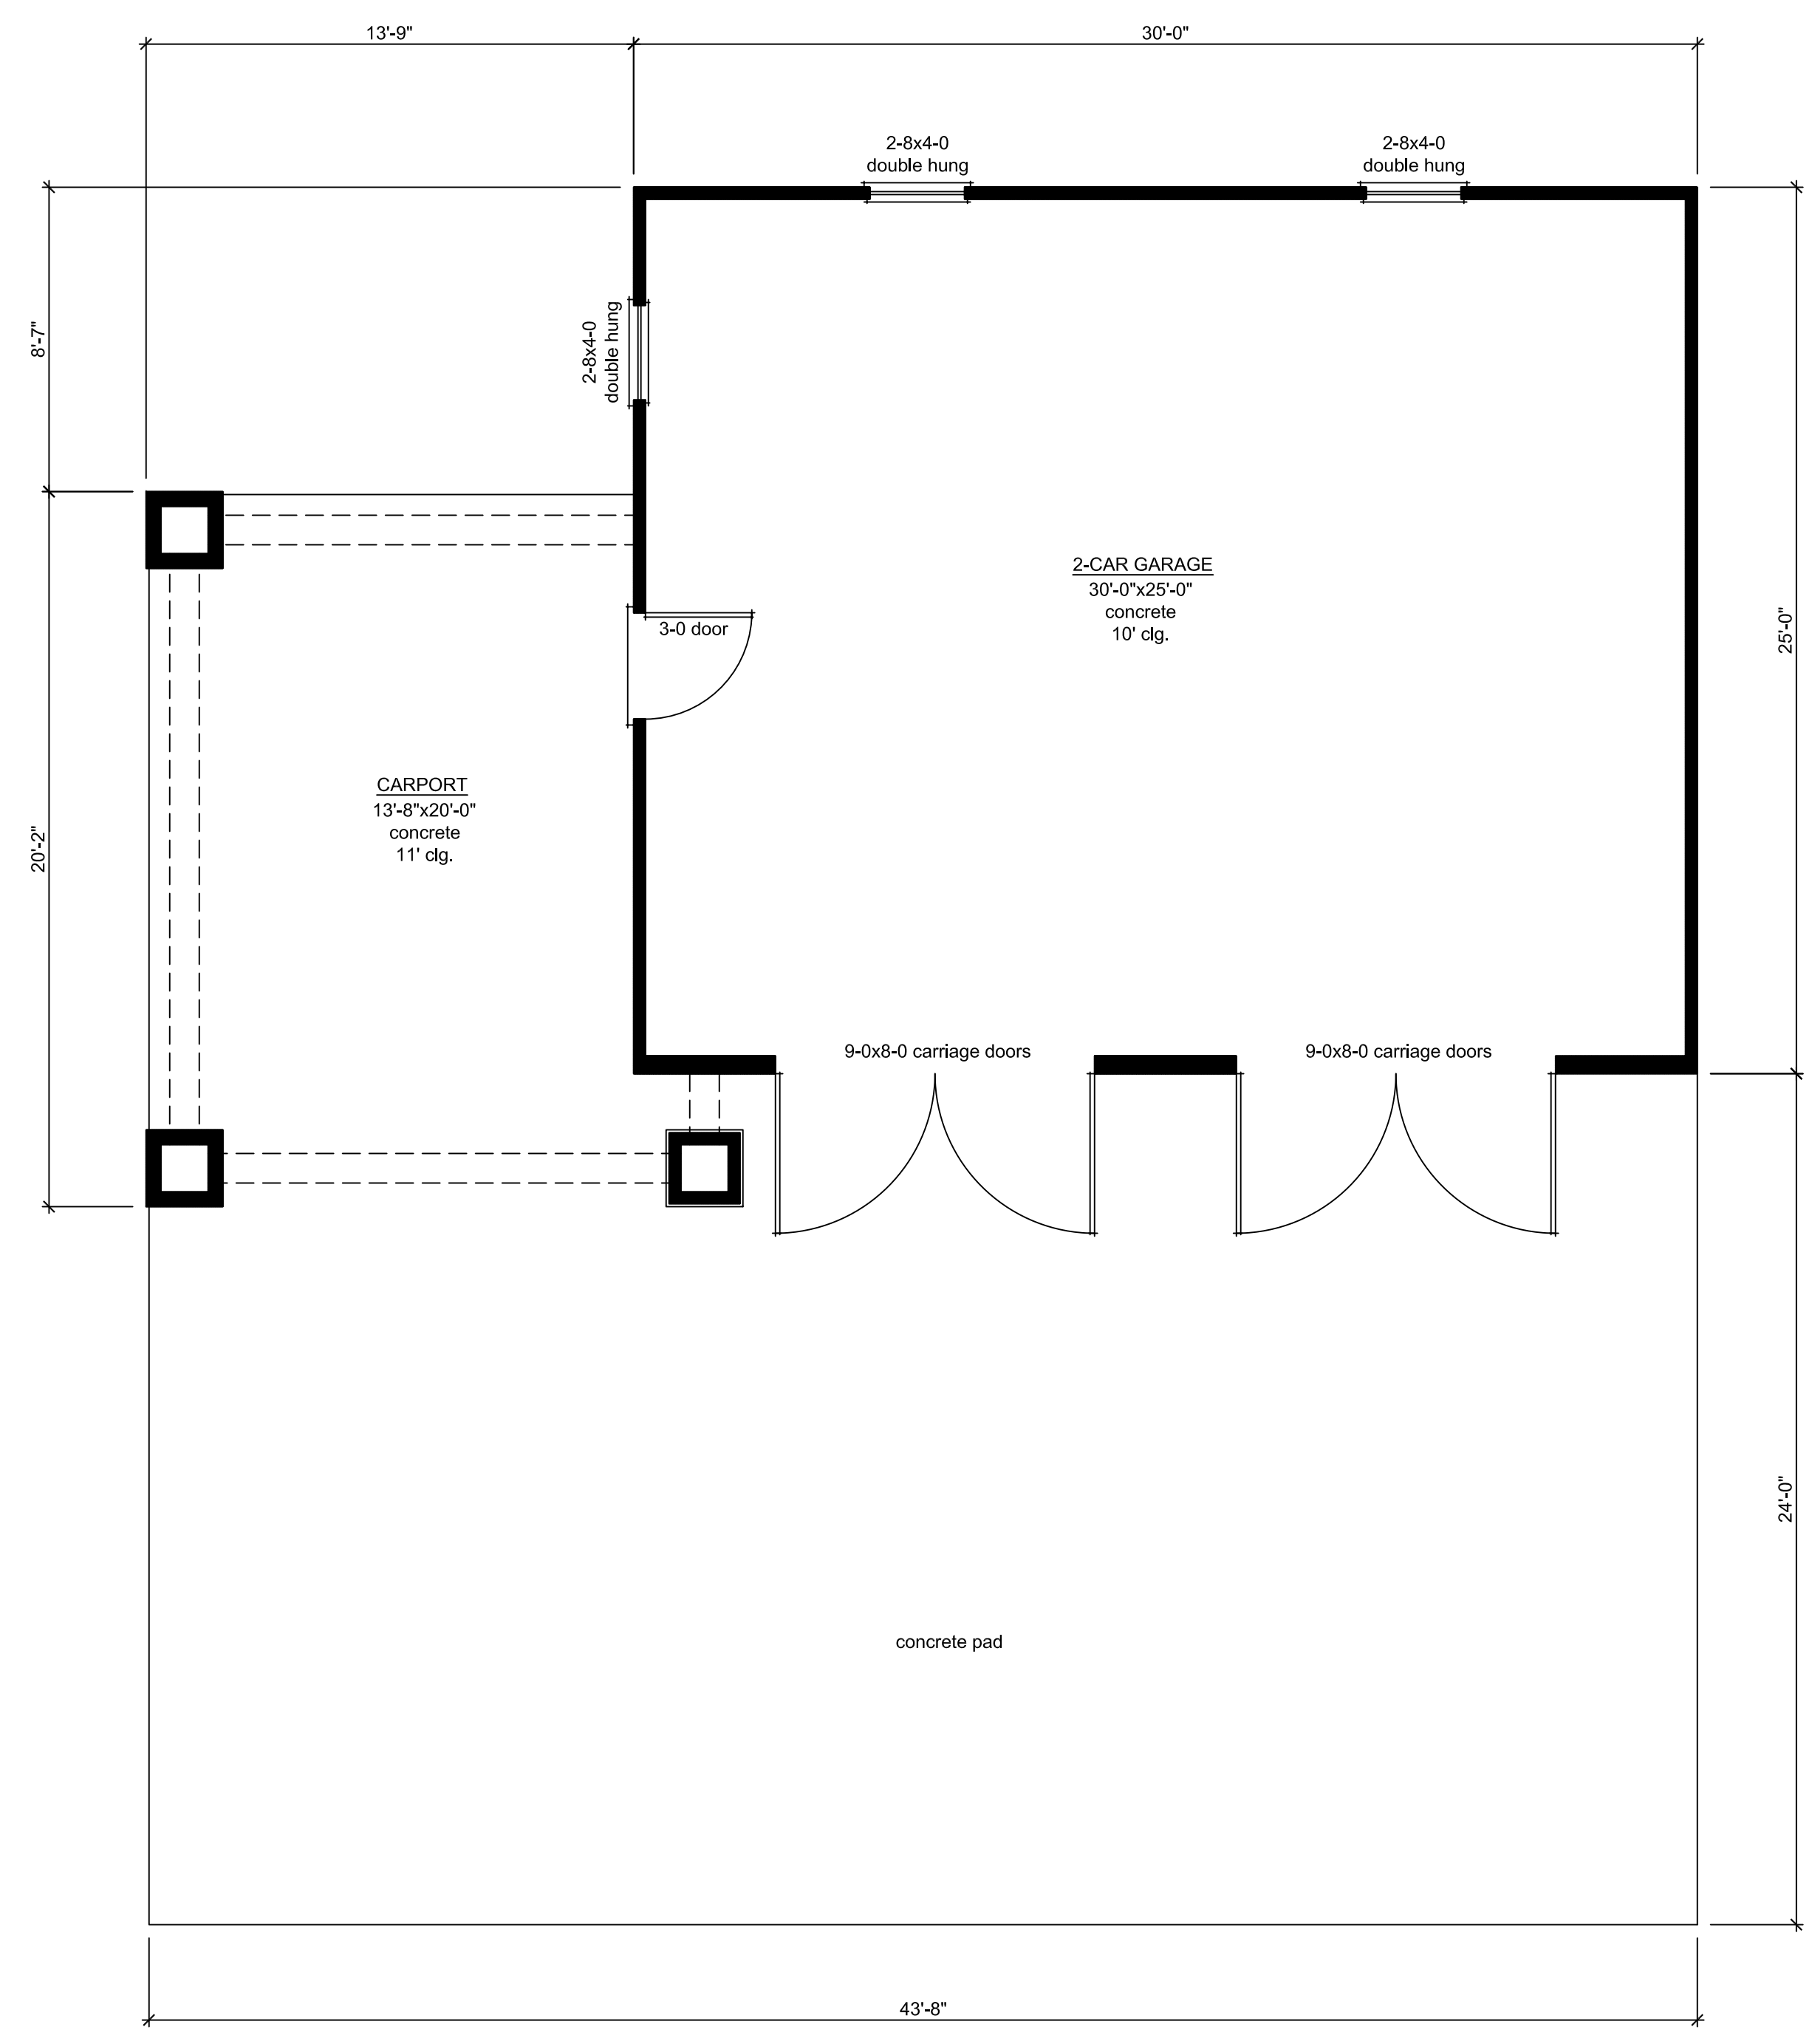 13'-9"
30'-0"
2-8x4-0
double hung
2-8x4-0
double hung
8'-7"
2-8x4-0
double hung
2-CAR GARAGE
30'-0"x25'-0"
concrete
10' clg.
3-0 door
25'-0"
CARPORT
13'-8"x20'-0"
concrete
11' clg.
20'-2"
9-0x8-0 carriage doors
9-0x8-0 carriage doors
24'-0"
concrete pad
43'-8"